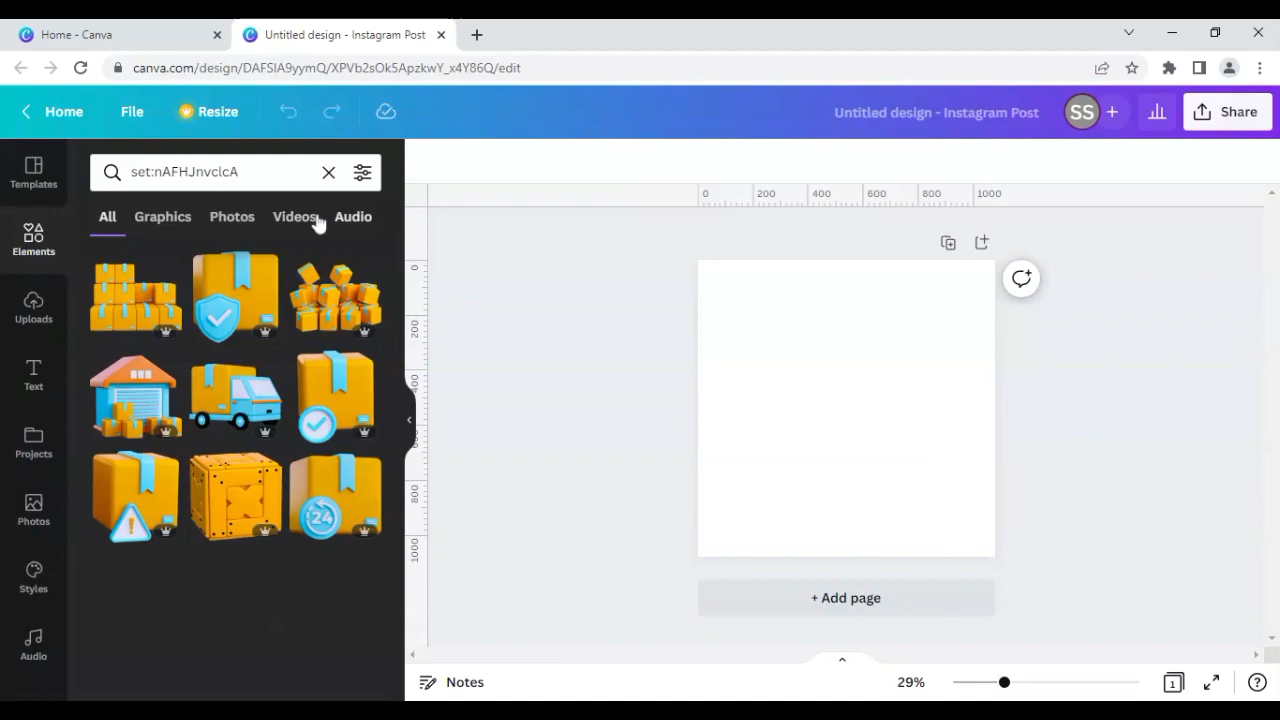 Home - Canva
Untitled design - Instagram Post
canva.com/design/DAFSIA9yymQ/XPVb2sOk5ApzkwY_x4Y86Q/edit
Home File Resize
Untitled design - Instagram Post
SS
Share
Templates
Elements
Uploads
Text
Projects
Photos
Styles
Audio
set:nAFHJnvclcA
All Graphics Photos Videos Audio
24
0 200 400 600 800 1000
0
200
400
800
1000
+ Add page
Notes
29%
1